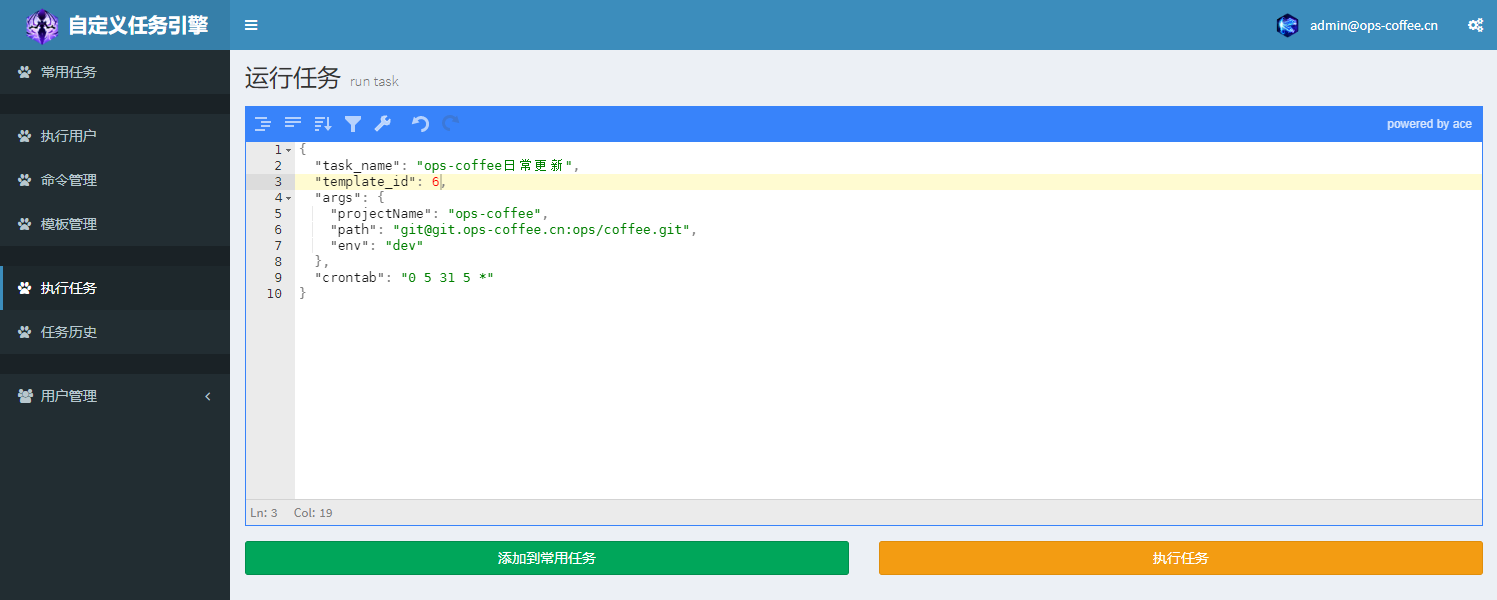 自定义任务引擎
admin@ops-coffee.cn
常用任务
执行用户
命令管理
模板管理
执行任务
任务历史
用户管理
运行任务 run task
powered by ace
1 {
2 "task_name": "ops-coffee日常更新",
3 "template_id": 6,
4 "args": {
5 "projectName": "ops-coffee",
6 "path": "git@git.ops-coffee.cn:ops/coffee.git",
7 "env": "dev"
8 },
9 "crontab": "0 5 31 5 *"
10 }
Ln: 3 Col: 19
添加到常用任务
执行任务